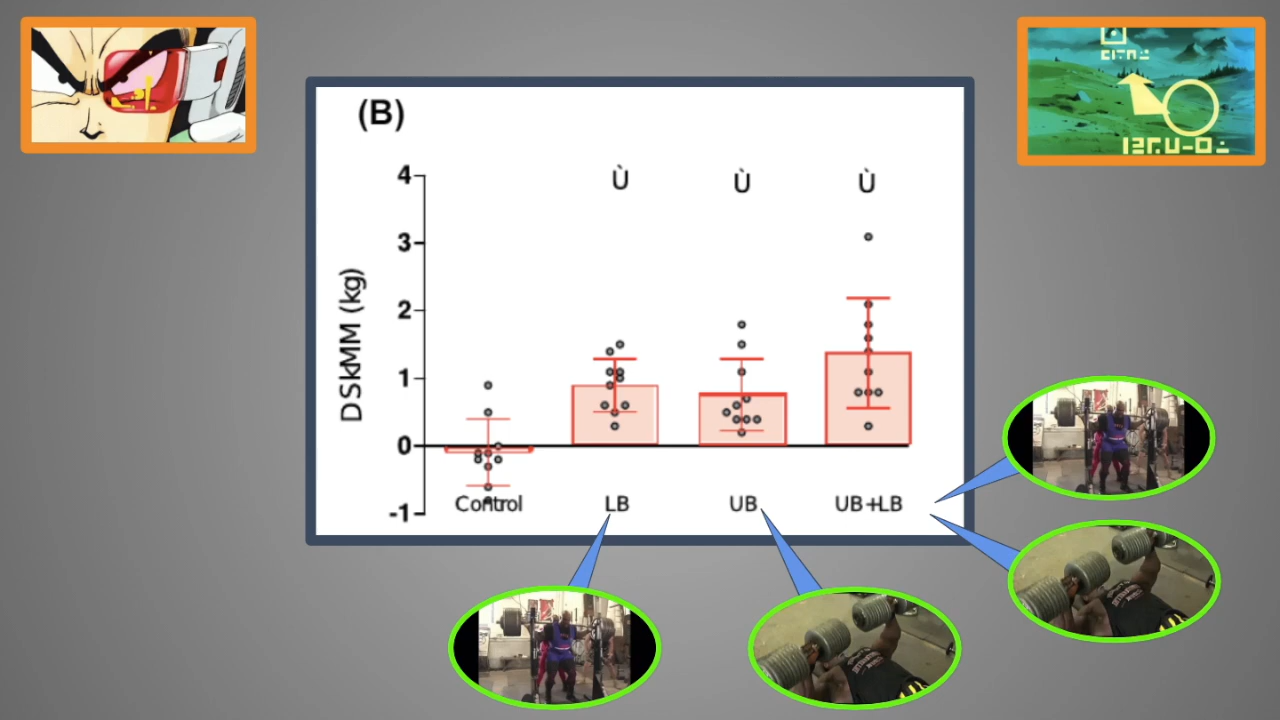 (B)
4
Ù Ù Ù
3
2
1
0
-1
DSkMM (kg)
Control LB UB UB+LB